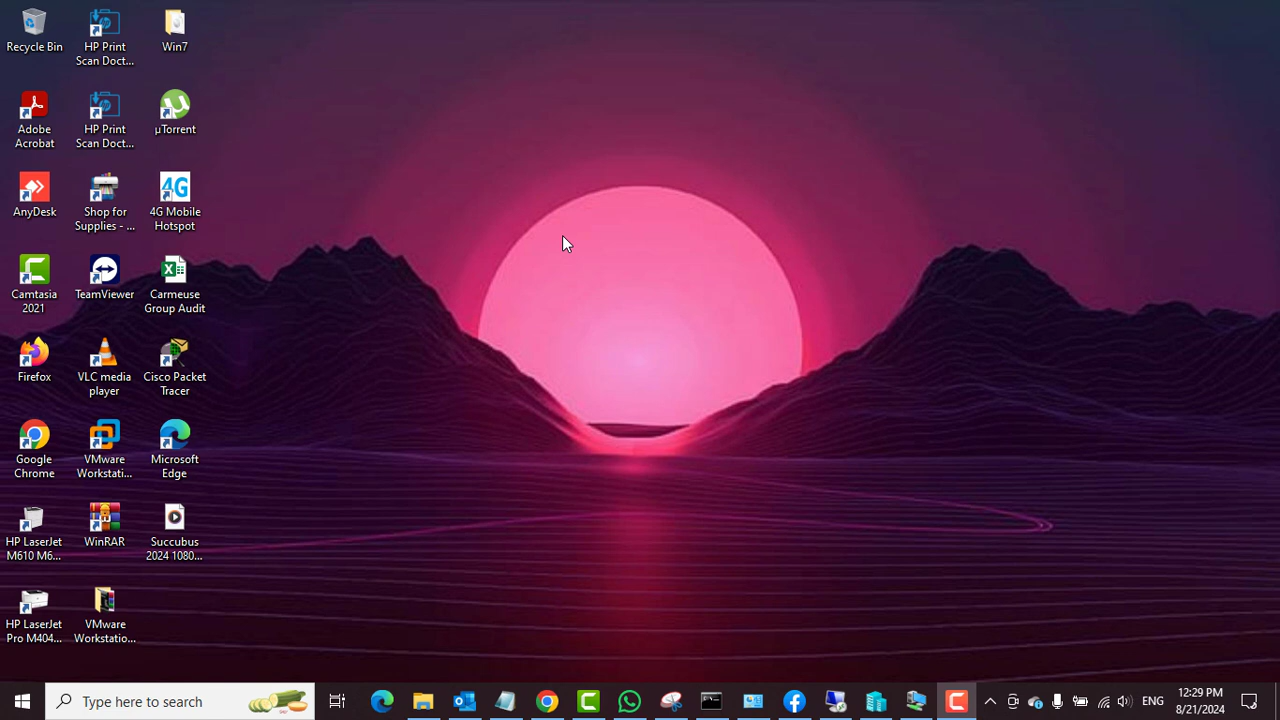 Recycle Bin
HP Print
Scan Doct...
Win7
Adobe
Acrobat
HP Print
Scan Doct...
µTorrent
AnyDesk
Shop for
Supplies - ...
4G
4G Mobile
Hotspot
Camtasia
2021
TeamViewer
Carmeuse
Group Audit
Firefox
VLC media
player
Cisco Packet
Tracer
Google
Chrome
VMware
Workstati...
Microsoft
Edge
HP LaserJet
M610 M6...
WinRAR
Succubus
2024 1080...
HP LaserJet
Pro M404...
VMware
Workstatio...
Type here to search
ENG
12:29 PM
8/21/2024